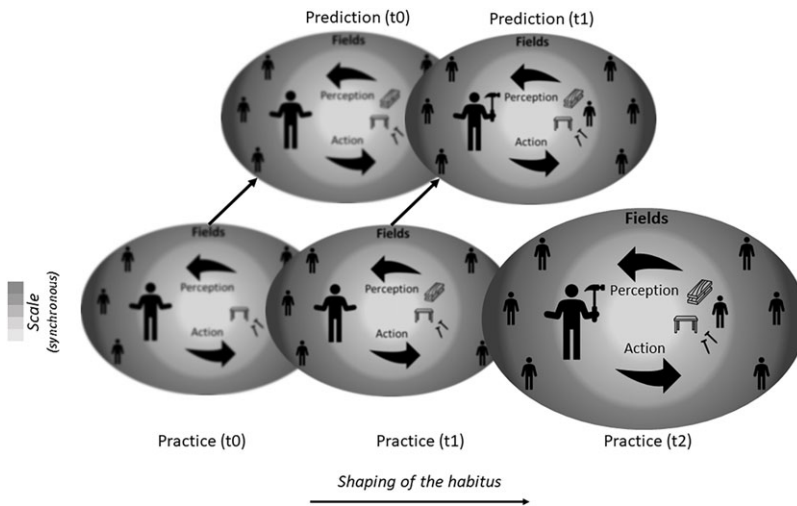 Prediction (t0)
Prediction (t1)
Fields
Perception
Action
Perception
Action
Fields
Perception
Action
Fields
Perception
Action
Fields
Perception
Action
Scale
(synchronous)
Practice (t0)
Practice (t1)
Practice (t2)
Shaping of the habitus